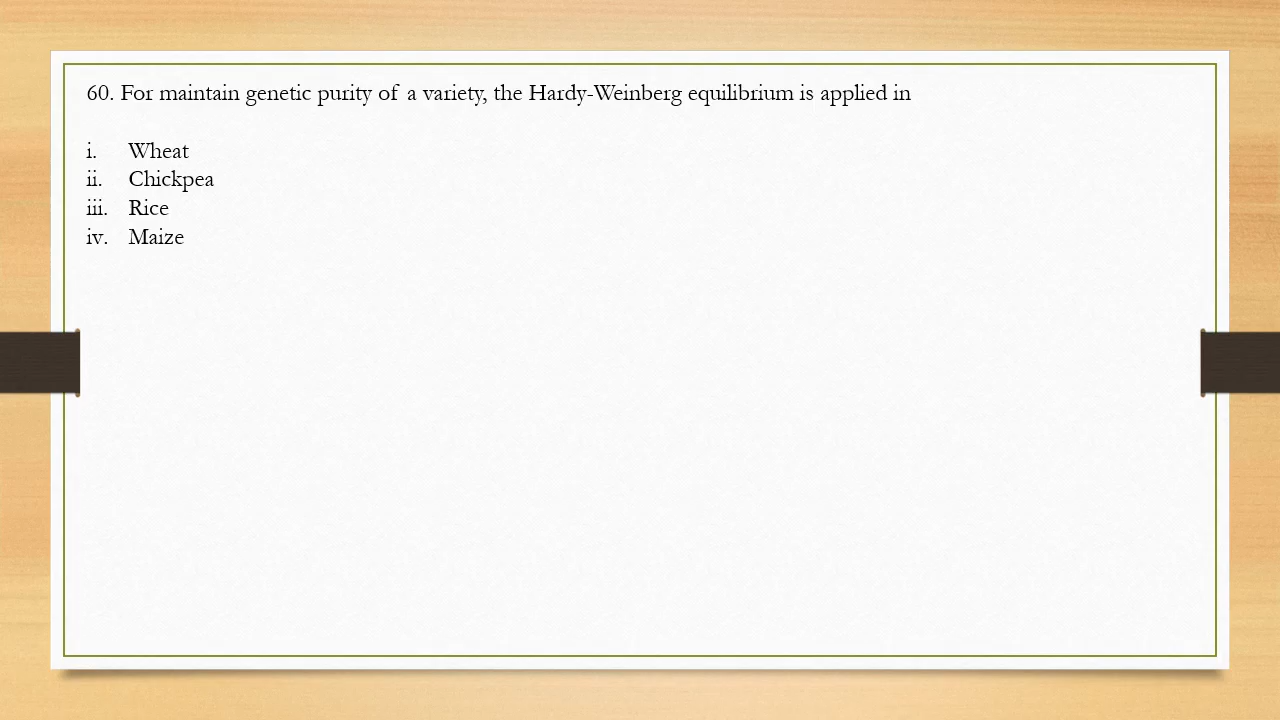 60. For maintain genetic purity of a variety, the Hardy-Weinberg equilibrium is applied in
i. Wheat
ii. Chickpea
iii. Rice
iv. Maize